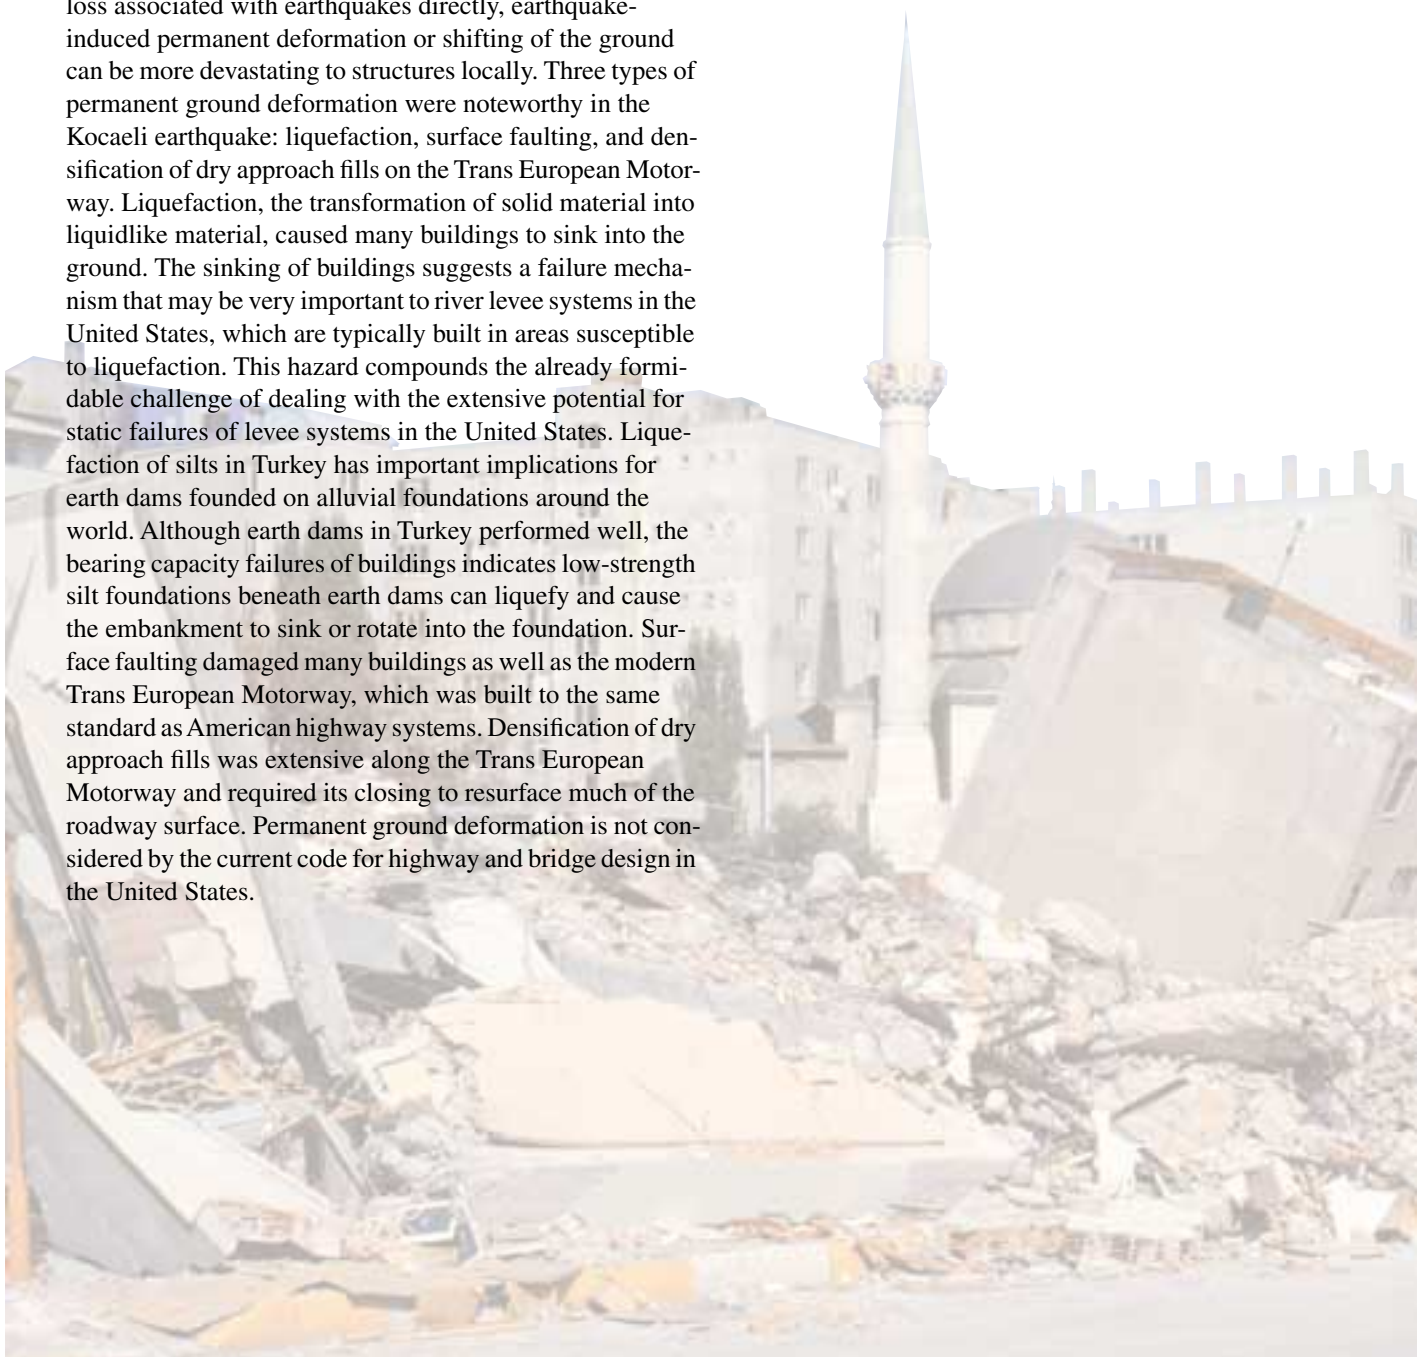 loss associated with earthquakes directly, earthquake-
induced permanent deformation or shifting of the ground
can be more devastating to structures locally. Three types of
permanent ground deformation were noteworthy in the
Kocaeli earthquake: liquefaction, surface faulting, and den-
sification of dry approach fills on the Trans European Motor-
way. Liquefaction, the transformation of solid material into
liquidlike material, caused many buildings to sink into the
ground. The sinking of buildings suggests a failure mecha-
nism that may be very important to river levee systems in the
United States, which are typically built in areas susceptible
to liquefaction. This hazard compounds the already formi-
dable challenge of dealing with the extensive potential for
static failures of levee systems in the United States. Lique-
faction of silts in Turkey has important implications for
earth dams founded on alluvial foundations around the
world. Although earth dams in Turkey performed well, the
bearing capacity failures of buildings indicates low-strength
silt foundations beneath earth dams can liquefy and cause
the embankment to sink or rotate into the foundation. Sur-
face faulting damaged many buildings as well as the modern
Trans European Motorway, which was built to the same
standard as American highway systems. Densification of dry
approach fills was extensive along the Trans European
Motorway and required its closing to resurface much of the
roadway surface. Permanent ground deformation is not con-
sidered by the current code for highway and bridge design in
the United States.